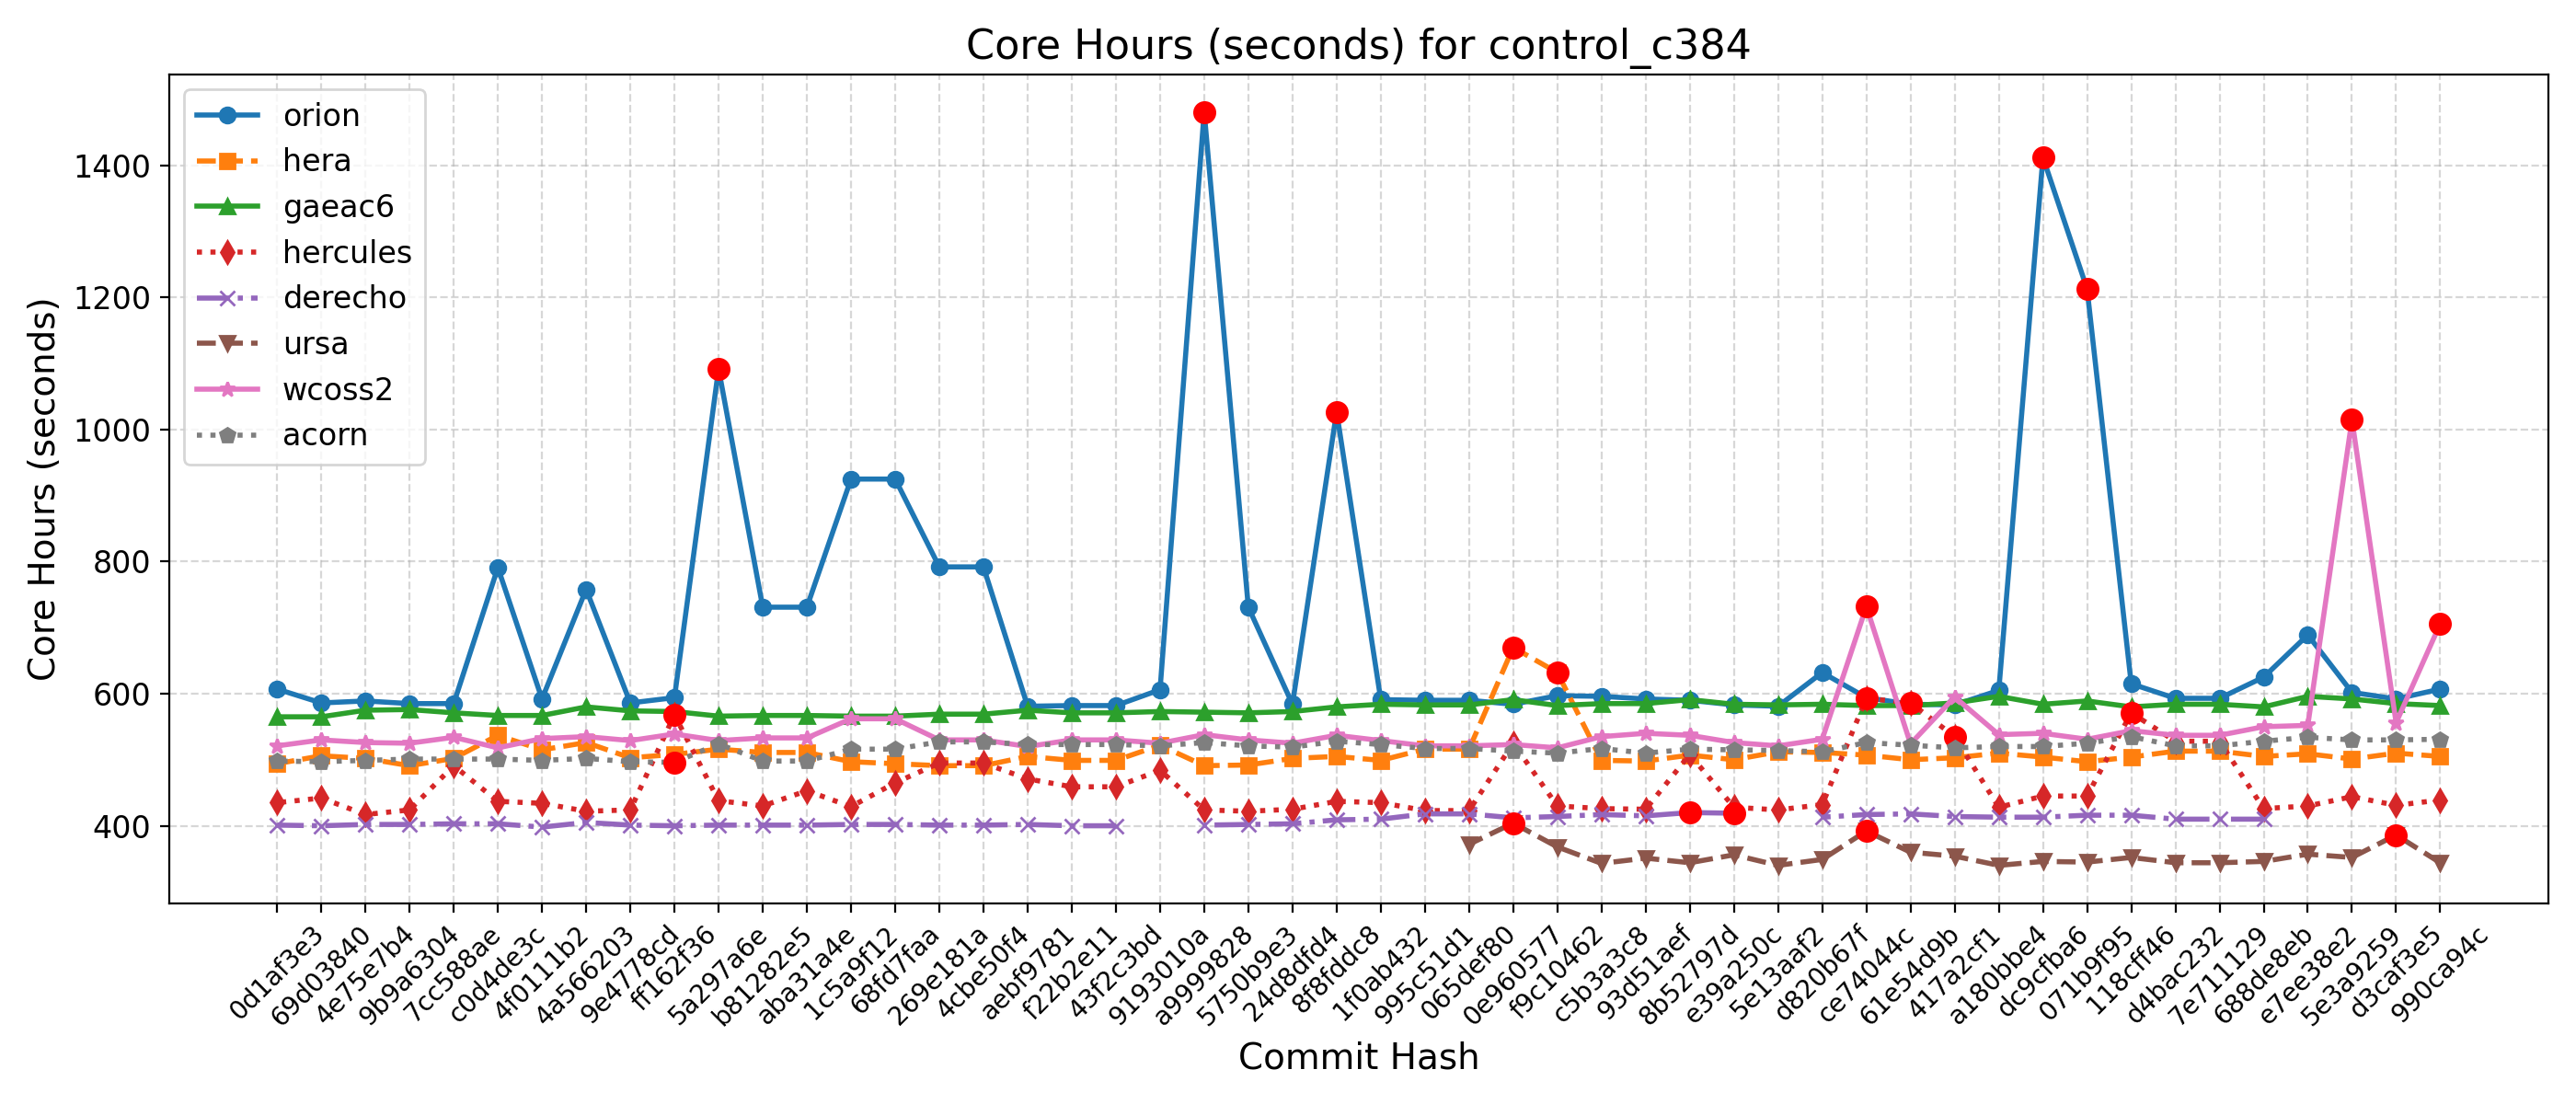 Core Hours (seconds) for control_c384
Core Hours (seconds)
1400
1200
1000
800
600
400
orion
hera
gaeac6
hercules
derecho
ursa
wcoss2
acorn
0d1af3e3
69d03840
4e75e7b4
9b9a6304
7cc588ae
c0d4de3c
4f0111b2
4a566203
9e4778cd
ff162f36
5a297a6e
b81282e5
aba31a4e
1c5a9f12
68fd7faa
269e181a
4cbe50f4
aebf9781
f22b2e11
43f2c3bd
9193010a
a9999828
5750b9e3
24d8dfd4
8f8fddc8
1f0ab432
995c51d1
065def80
0e960577
f9c10462
c5b3a3c8
93d51aef
8b52797d
e39a250c
5e13aaf2
d820b67f
ce74044c
61e54d9b
417a2cf1
a180bbe4
dc9cfba6
071b9f95
118cff46
d4bac232
7e711129
688de8eb
e7ee38e2
5e3a9259
d3caf3e5
990ca94c
Commit Hash